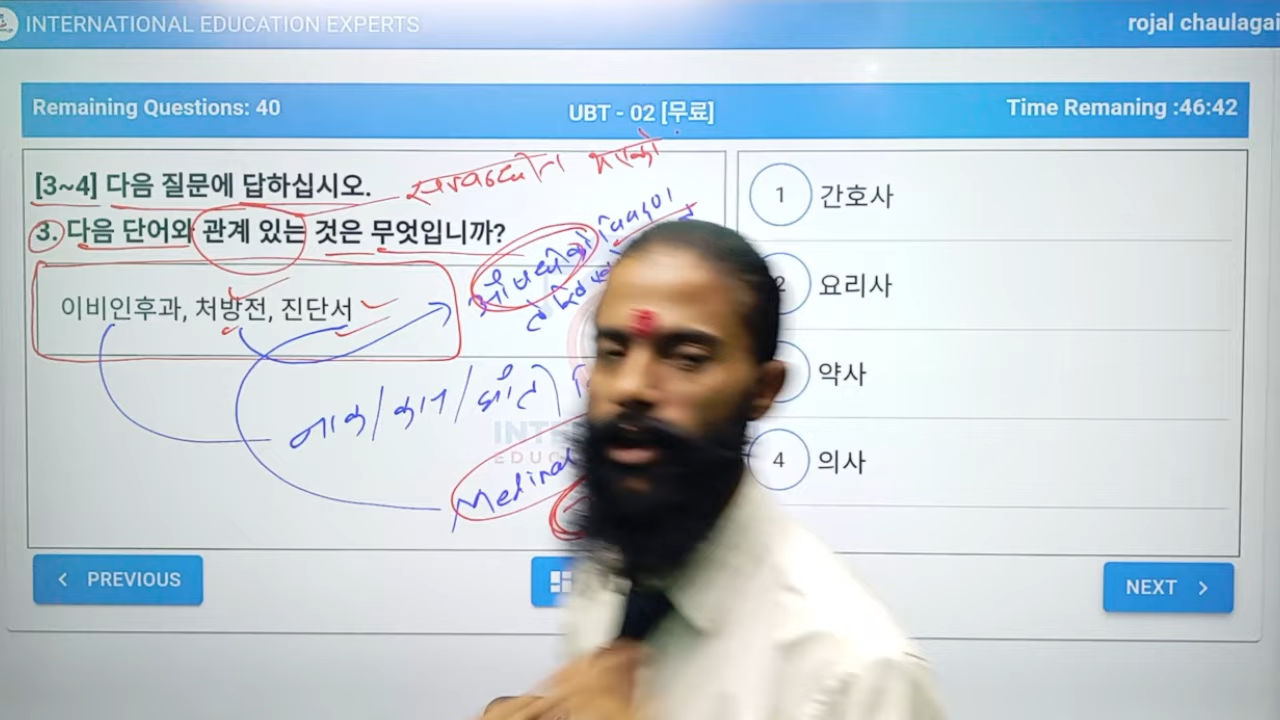 INTERNATIONAL EDUCATION EXPERTS
rojal chaulagai
Remaining Questions: 40
UBT - 02 [무료]
Time Remaning :46:42
[3~4] 다음 질문에 답하십시오.
3. 다음 단어와 관계 있는 것은 무엇입니까?
이비인후과, 처방전, 진단서
नाक/कान/घाँटी
Medical
1 간호사
2 요리사
약사
4 의사
PREVIOUS
NEXT